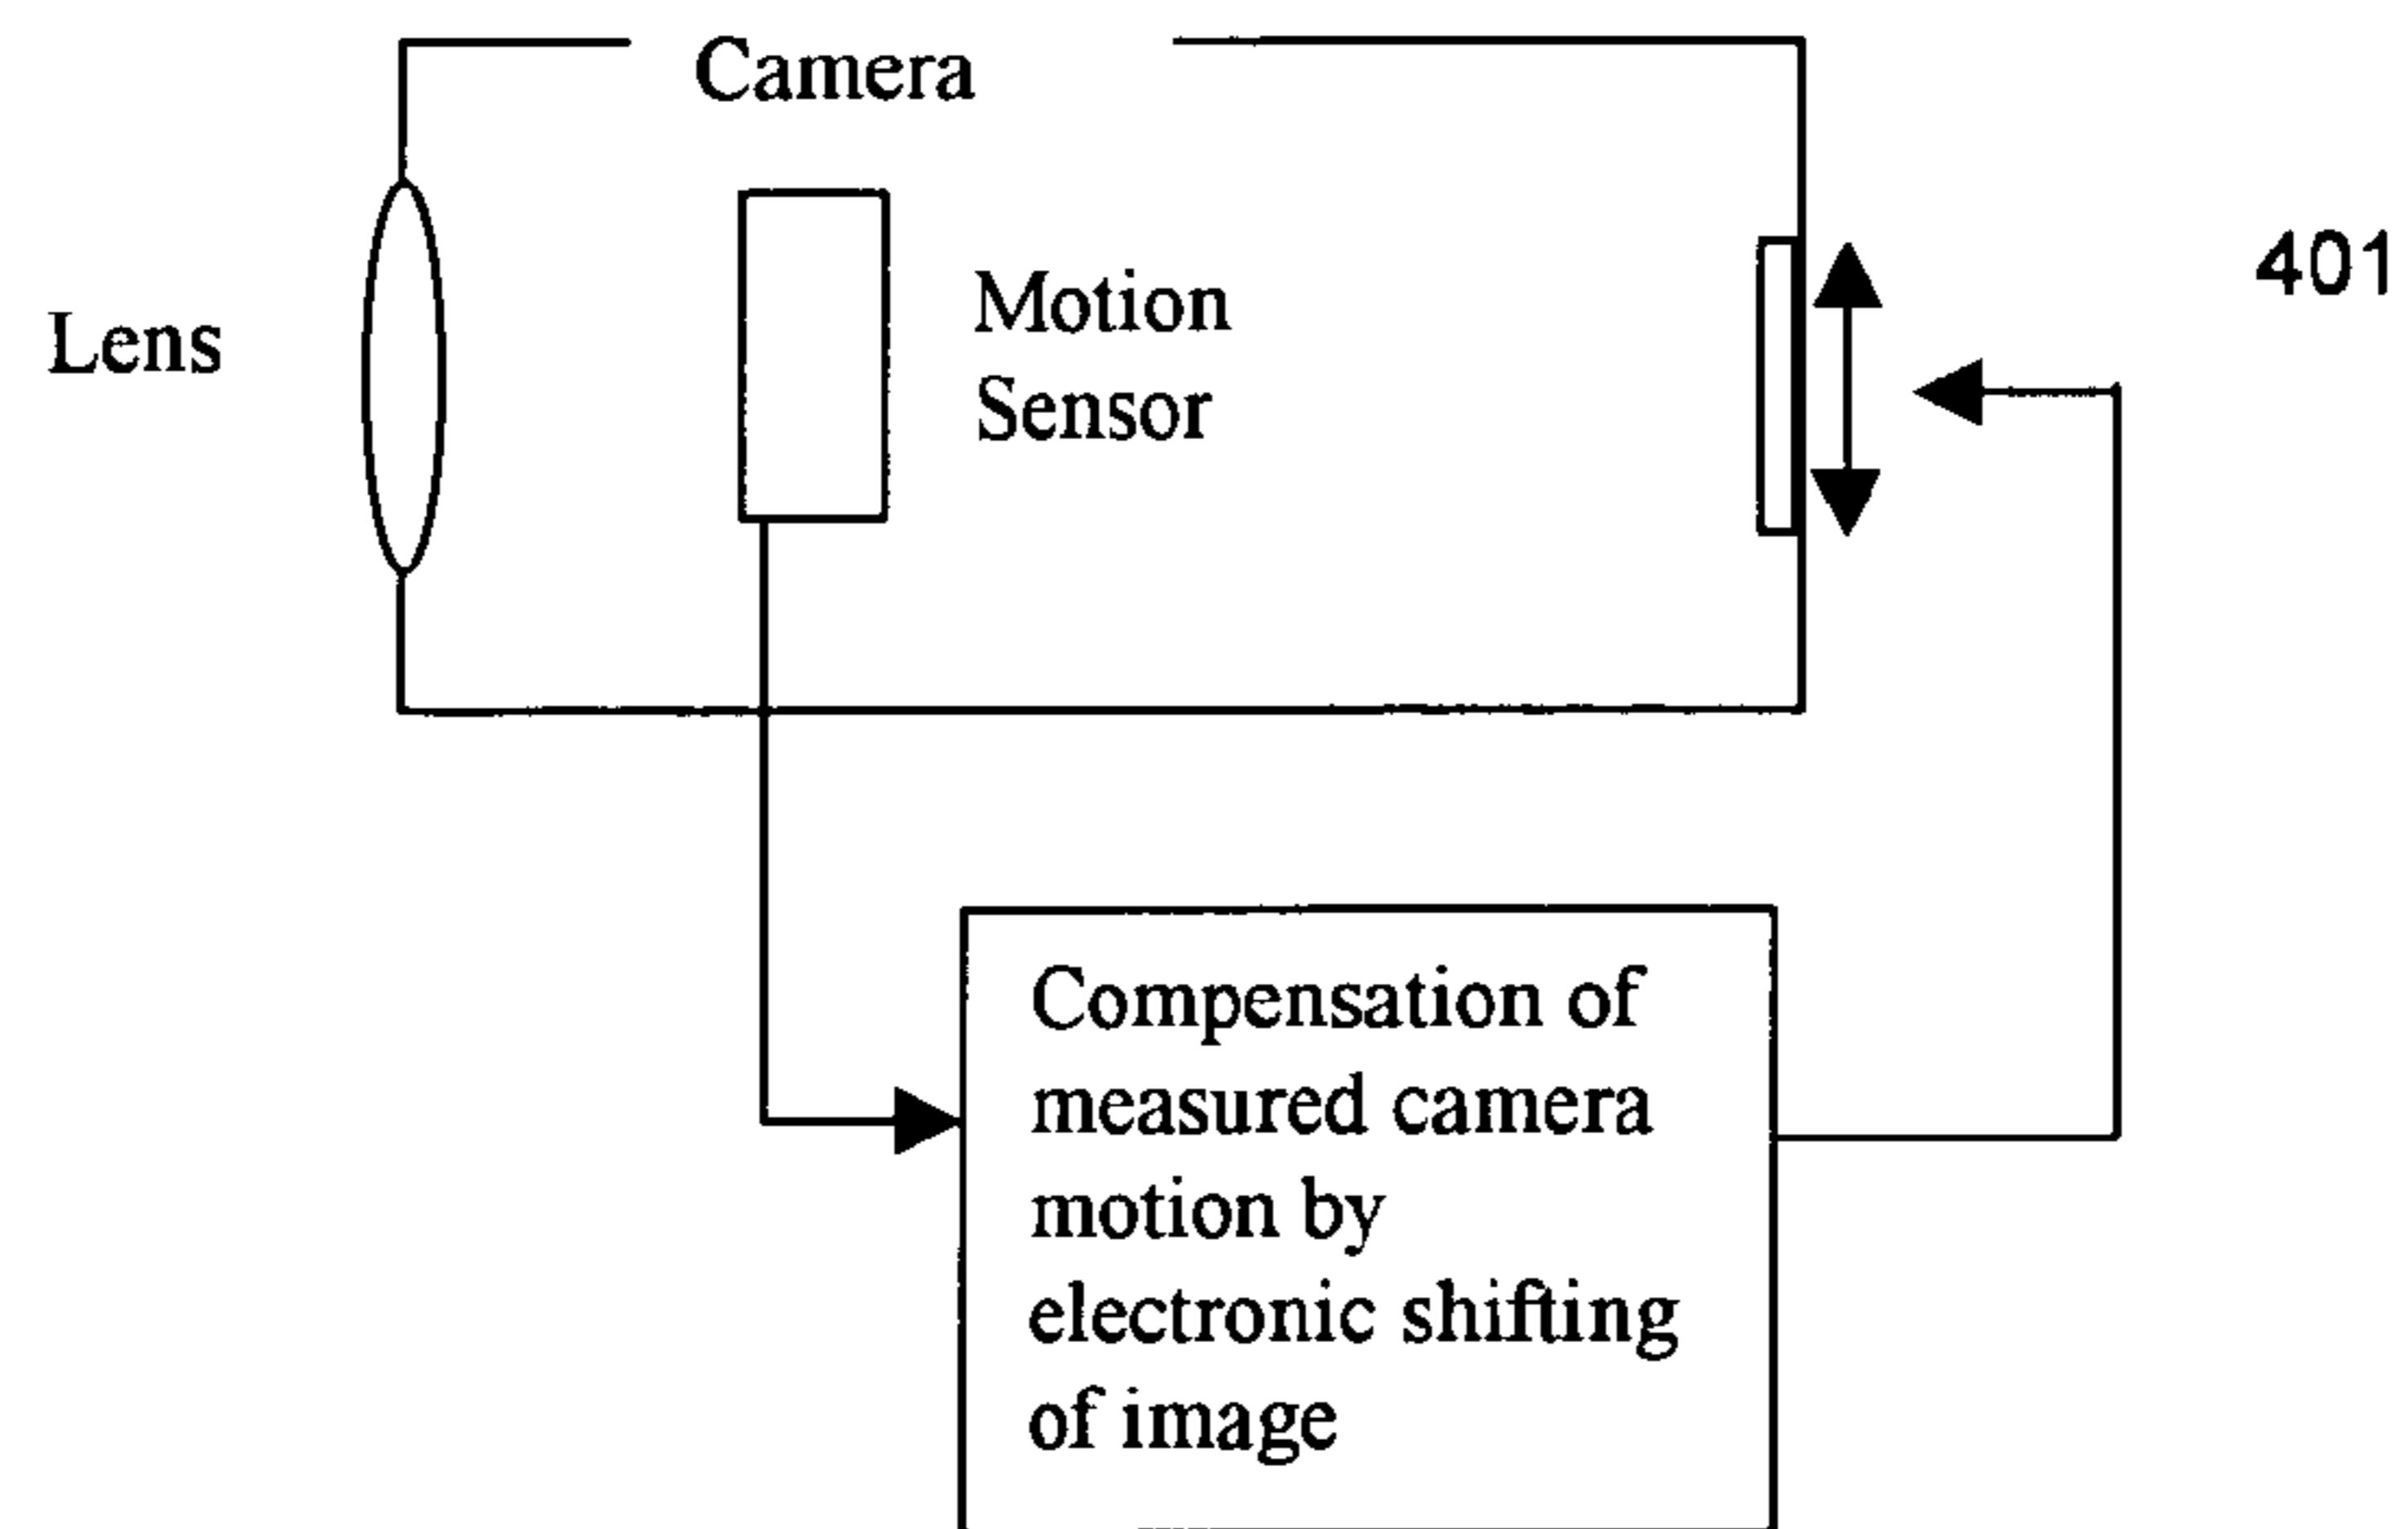 Camera
Lens
Motion
Sensor
401
Compensation of
measured camera
motion by
electronic shifting
of image